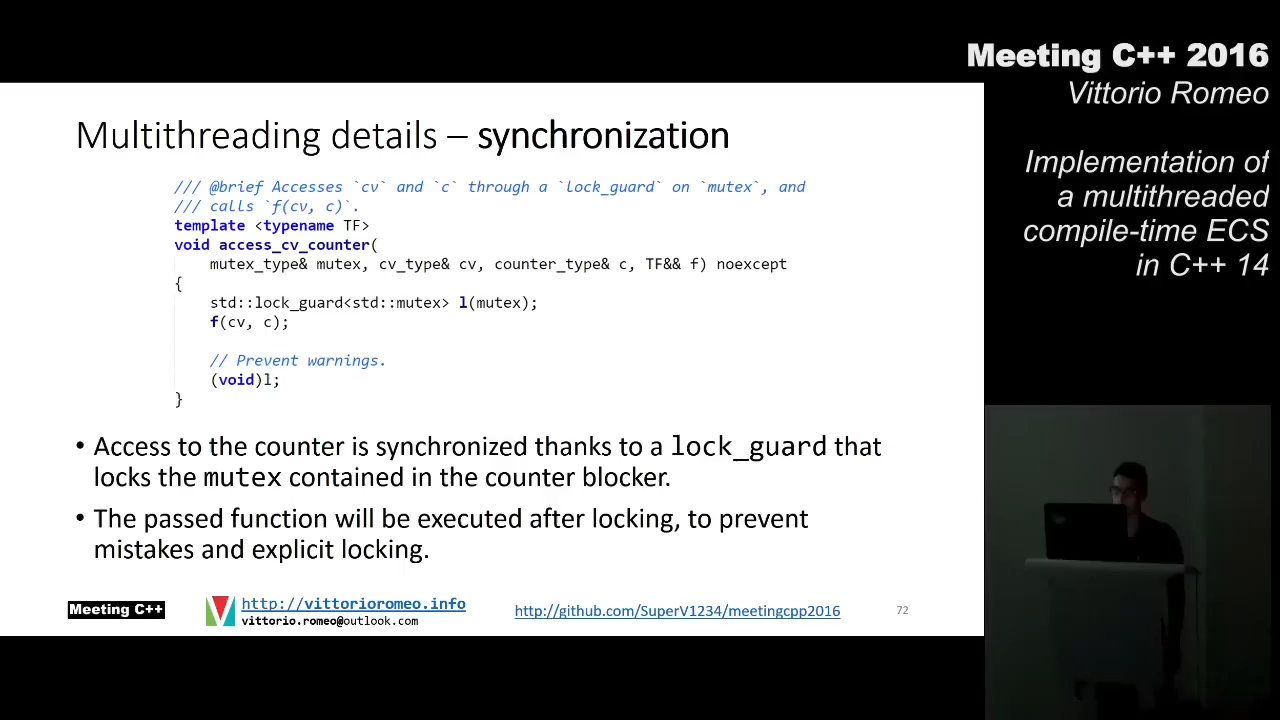 Meeting C++ 2016
Vittorio Romeo
Implementation of
a multithreaded
compile-time ECS
in C++ 14
Multithreading details – synchronization
/// @brief Accesses `cv` and `c` through a `lock_guard` on `mutex`, and
/// calls `f(cv, c)`.
template <typename TF>
void access_cv_counter(
mutex_type& mutex, cv_type& cv, counter_type& c, TF&& f) noexcept
{
std::lock_guard<std::mutex> l(mutex);
f(cv, c);
// Prevent warnings.
(void)l;
}
• Access to the counter is synchronized thanks to a lock_guard that
locks the mutex contained in the counter blocker.
• The passed function will be executed after locking, to prevent
mistakes and explicit locking.
Meeting C++
http://vittorioromeo.info
vittorio.romeo@outlook.com
http://github.com/SuperV1234/meetingcpp2016
72